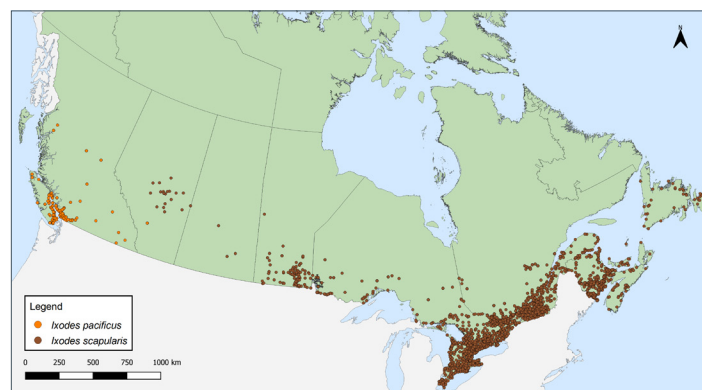 N
Legend
Ixodes pacificus
Ixodes scapularis
0 250 500 750 1000 km